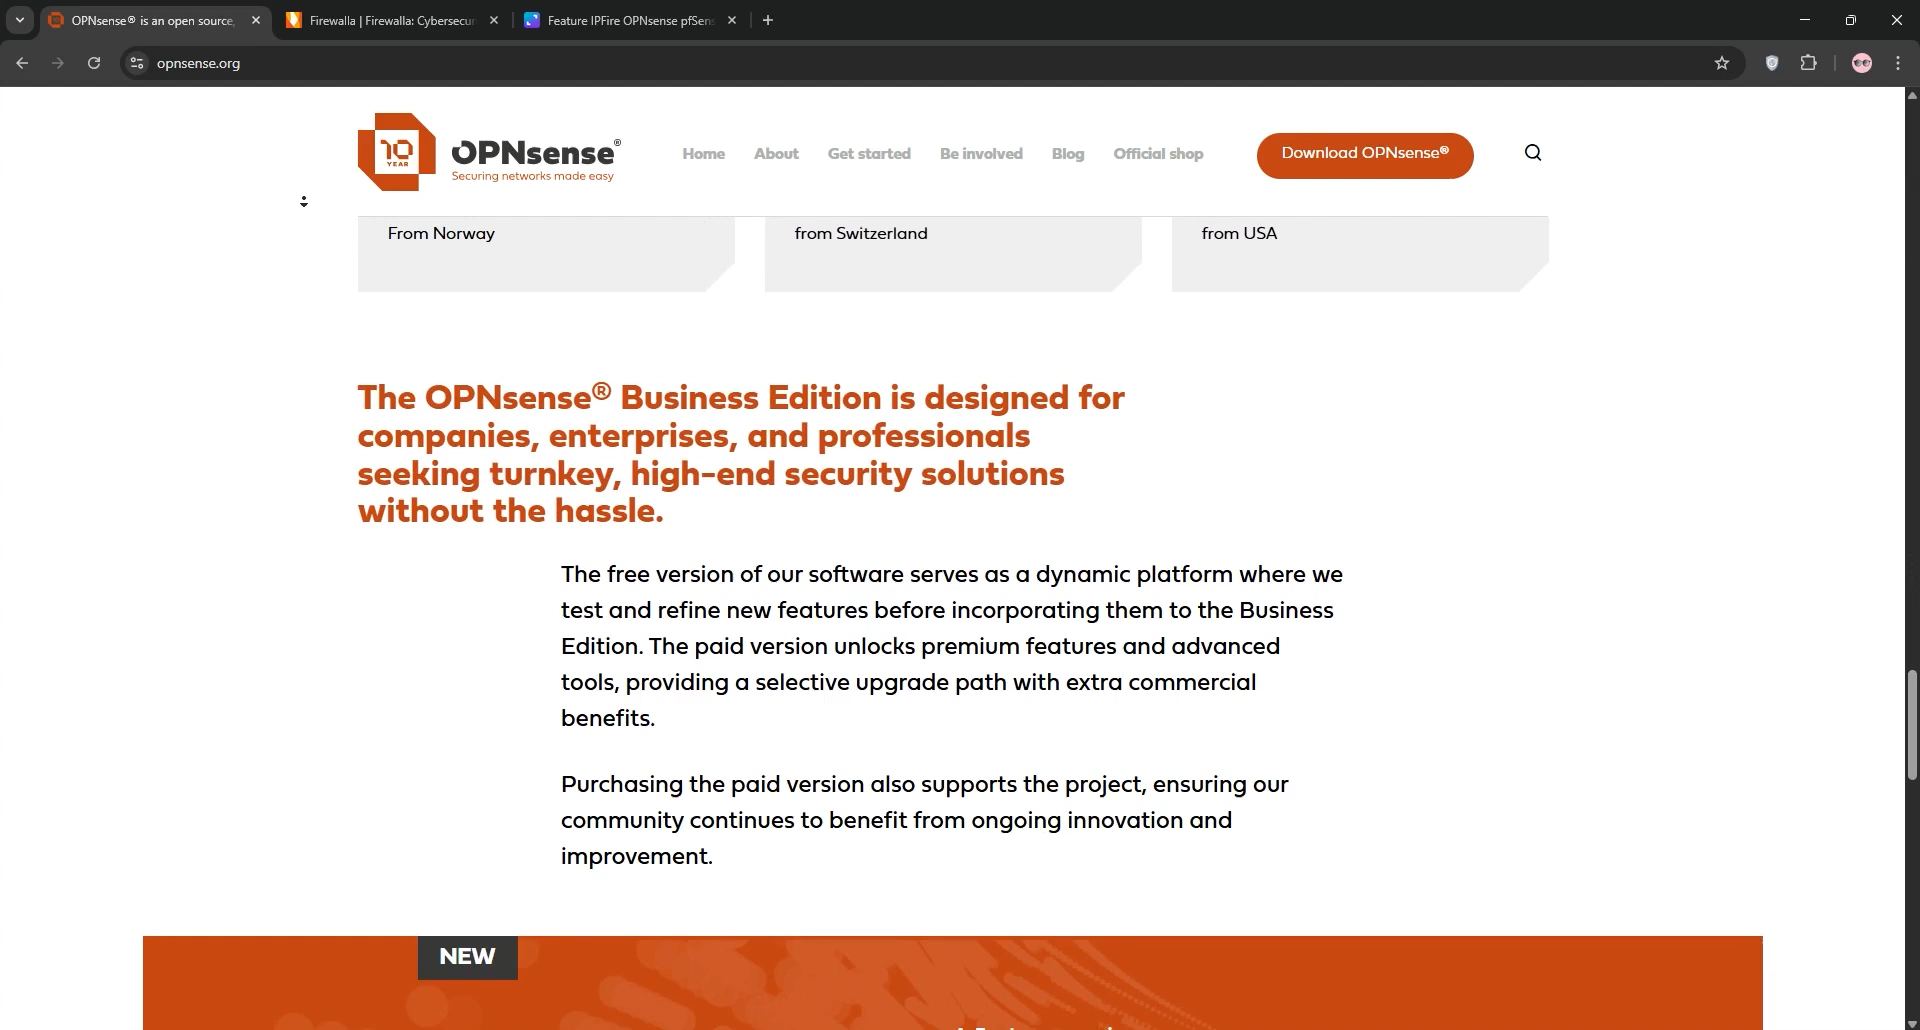 OPNsense® is an open source,
Firewalla | Firewalla: Cybersecur
Feature IPFire OPNsense pfSens
opnsense.org
10
YEAR
OPNsense®
Securing networks made easy
Home
About
Get started
Be involved
Blog
Official shop
Download OPNsense®
From Norway
from Switzerland
from USA
The OPNsense® Business Edition is designed for
companies, enterprises, and professionals
seeking turnkey, high-end security solutions
without the hassle.
The free version of our software serves as a dynamic platform where we
test and refine new features before incorporating them to the Business
Edition. The paid version unlocks premium features and advanced
tools, providing a selective upgrade path with extra commercial
benefits.
Purchasing the paid version also supports the project, ensuring our
community continues to benefit from ongoing innovation and
improvement.
NEW